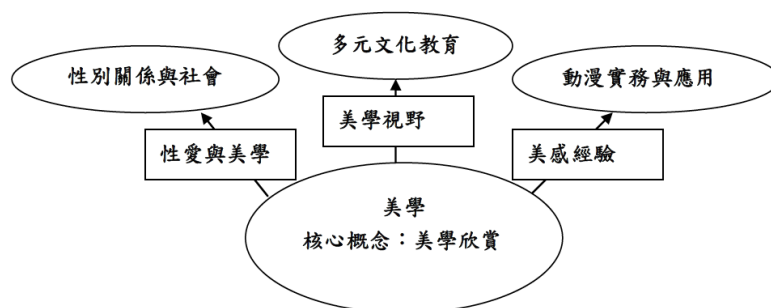 多元文化教育
性別關係與社會
動漫實務與應用
美學視野
性愛與美學
美感經驗
美學
核心概念：美學欣賞